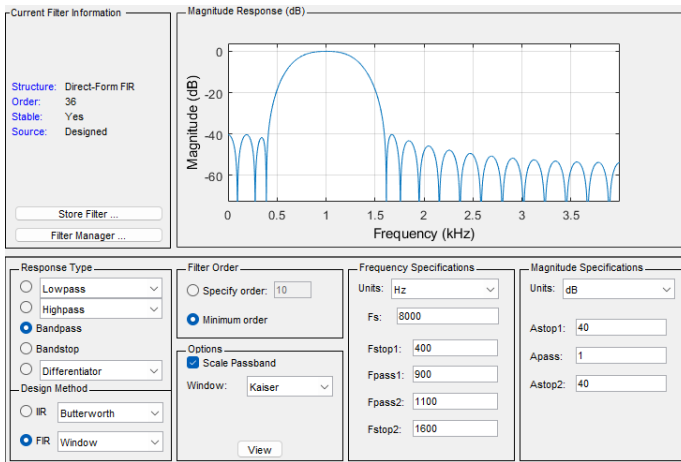 Current Filter Information
Structure: Direct-Form FIR
Order: 36
Stable: Yes
Source: Designed
Store Filter ...
Filter Manager ...
Magnitude Response (dB)
0
-20
-40
-60
Magnitude (dB)
0 0.5 1 1.5 2 2.5 3 3.5
Frequency (kHz)
Response Type
Lowpass
Highpass
Bandpass
Bandstop
Differentiator
Design Method
IIR Butterworth
FIR Window
Filter Order
Specify order: 10
Minimum order
Options
Scale Passband
Window: Kaiser
View
Frequency Specifications
Units: Hz
Fs: 8000
Fstop1: 400
Fpass1: 900
Fpass2: 1100
Fstop2: 1600
Magnitude Specifications
Units: dB
Astop1: 40
Apass: 1
Astop2: 40